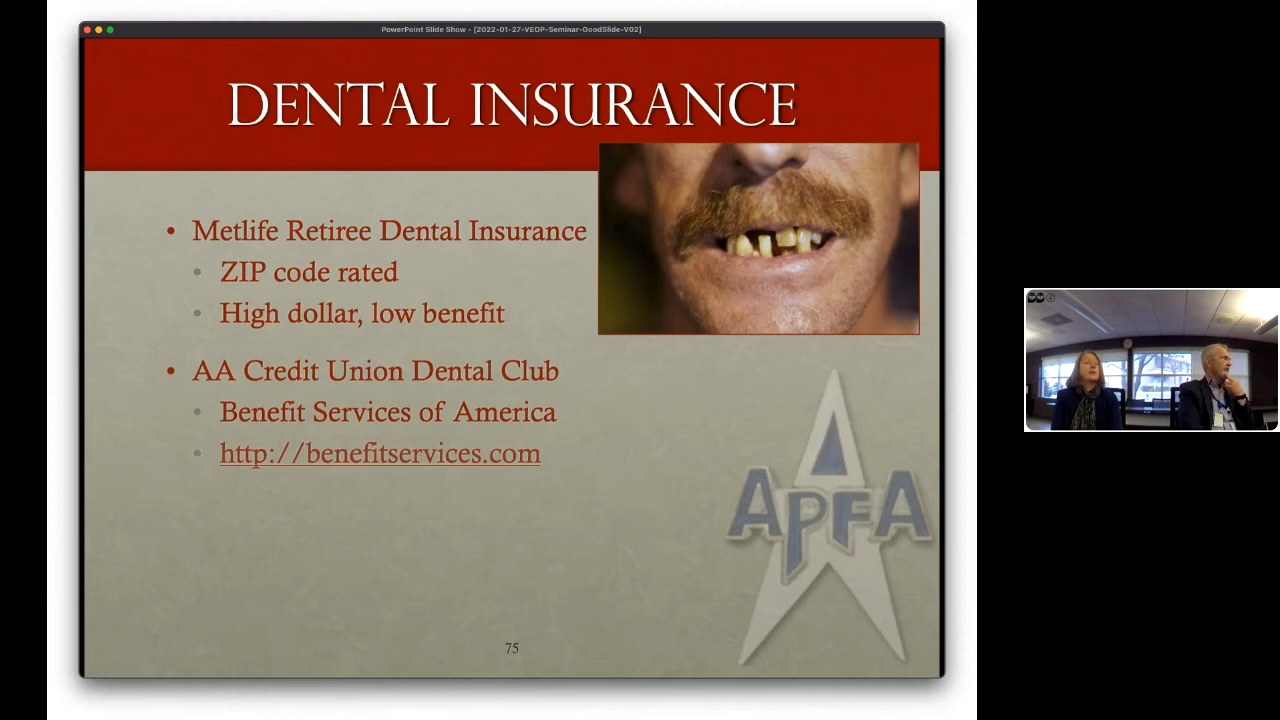 PowerPoint Slide Show - [2022-01-27-VEOP-Seminar-GoodSlide-V02]
DENTAL INSURANCE
• Metlife Retiree Dental Insurance
• ZIP code rated
• High dollar, low benefit
• AA Credit Union Dental Club
• Benefit Services of America
• http://benefitservices.com
APFA
75